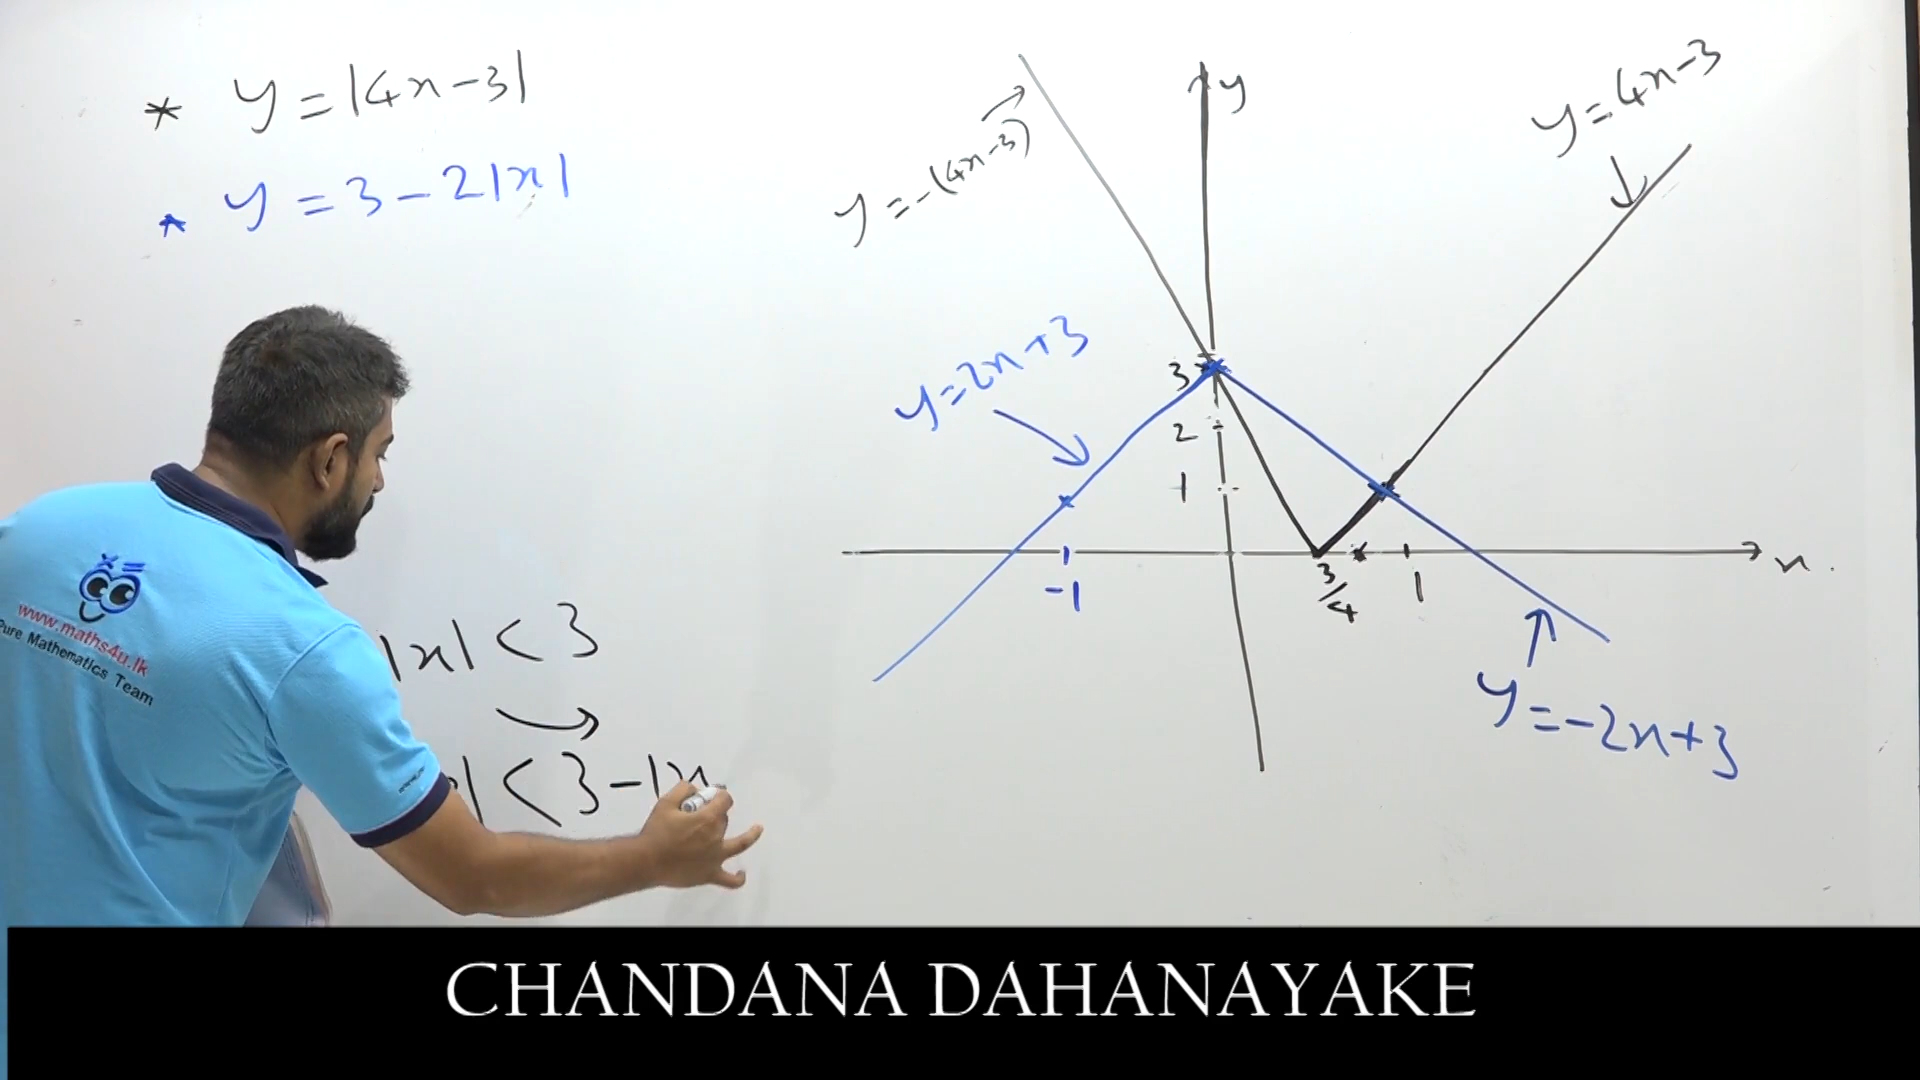 * y = |4x-3|
* y = 3-2|x|
y
y = 4x-3
y = -(4x-3)
y = 2x+3
3
2
1
x
-1
3/4
1
y = -2x+3
|x| < 3
| < 3-|x
www.maths4u.lk
Pure Mathematics Team
CHANDANA DAHANAYAKE